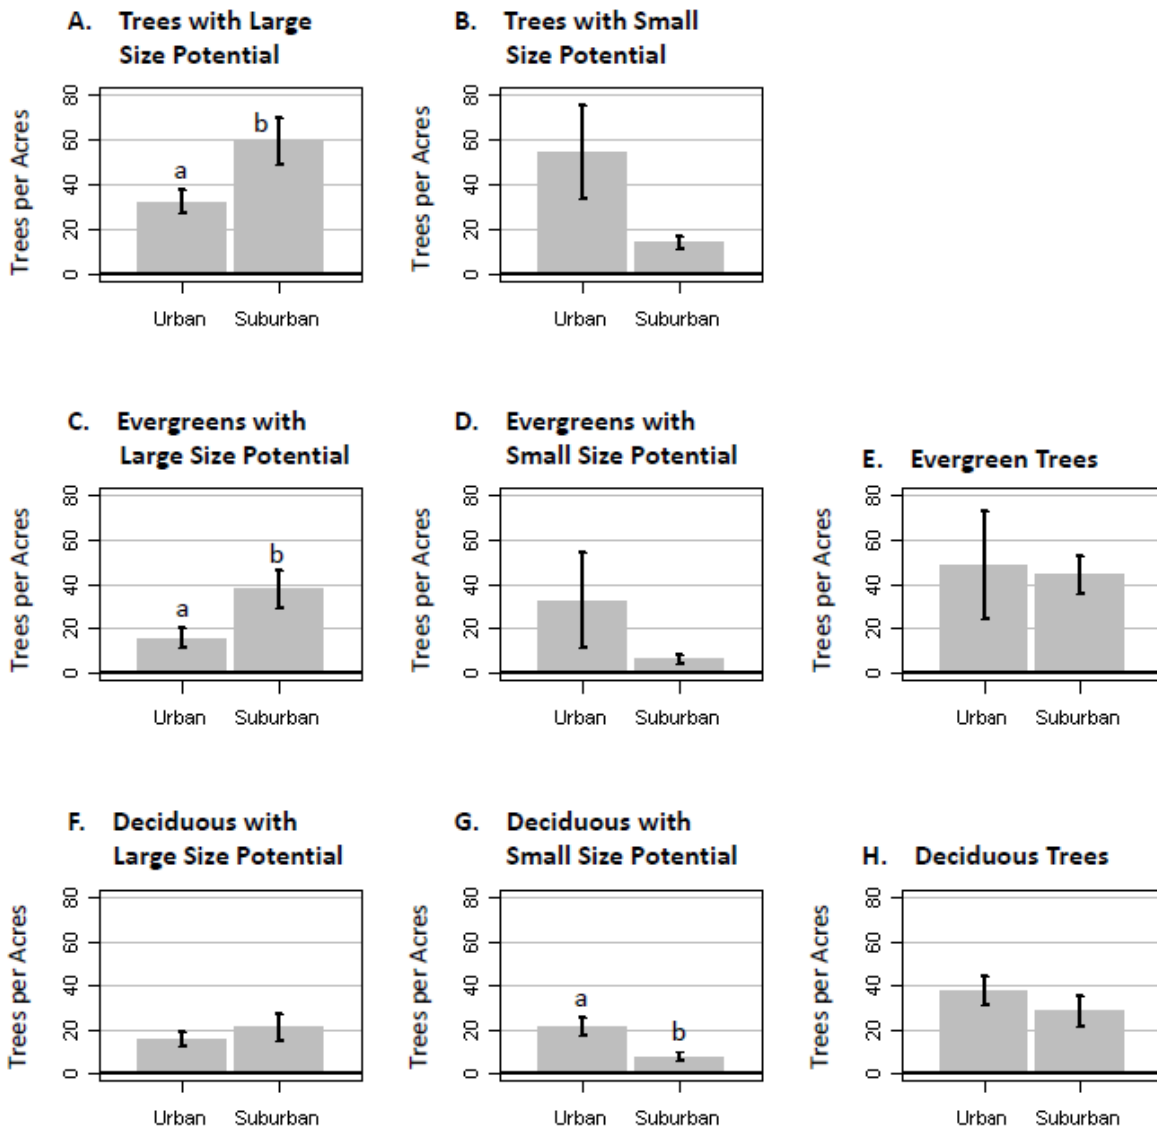 A. Trees with Large
Size Potential
B. Trees with Small
Size Potential
Trees per Acres
80
60
40
20
0
a
b
Urban
Suburban
Trees per Acres
80
60
40
20
0
Urban
Suburban
C. Evergreens with
Large Size Potential
D. Evergreens with
Small Size Potential
E. Evergreen Trees
Trees per Acres
80
60
40
20
0
a
b
Urban
Suburban
Trees per Acres
80
60
40
20
0
Urban
Suburban
Trees per Acres
80
60
40
20
0
Urban
Suburban
F. Deciduous with
Large Size Potential
G. Deciduous with
Small Size Potential
H. Deciduous Trees
Trees per Acres
80
60
40
20
0
Urban
Suburban
Trees per Acres
80
60
40
20
0
a
b
Urban
Suburban
Trees per Acres
80
60
40
20
0
Urban
Suburban